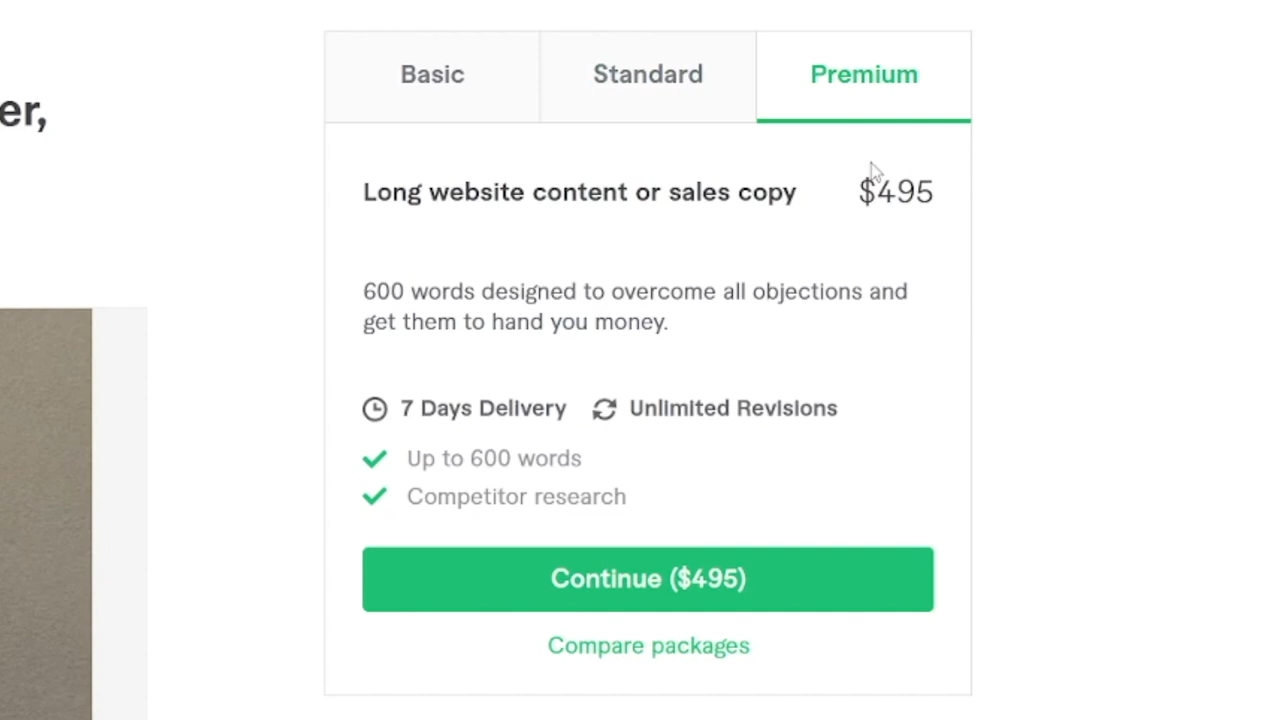 er,
Basic
Standard
Premium
Long website content or sales copy
$495
600 words designed to overcome all objections and
get them to hand you money.
7 Days Delivery
Unlimited Revisions
Up to 600 words
Competitor research
Continue ($495)
Compare packages